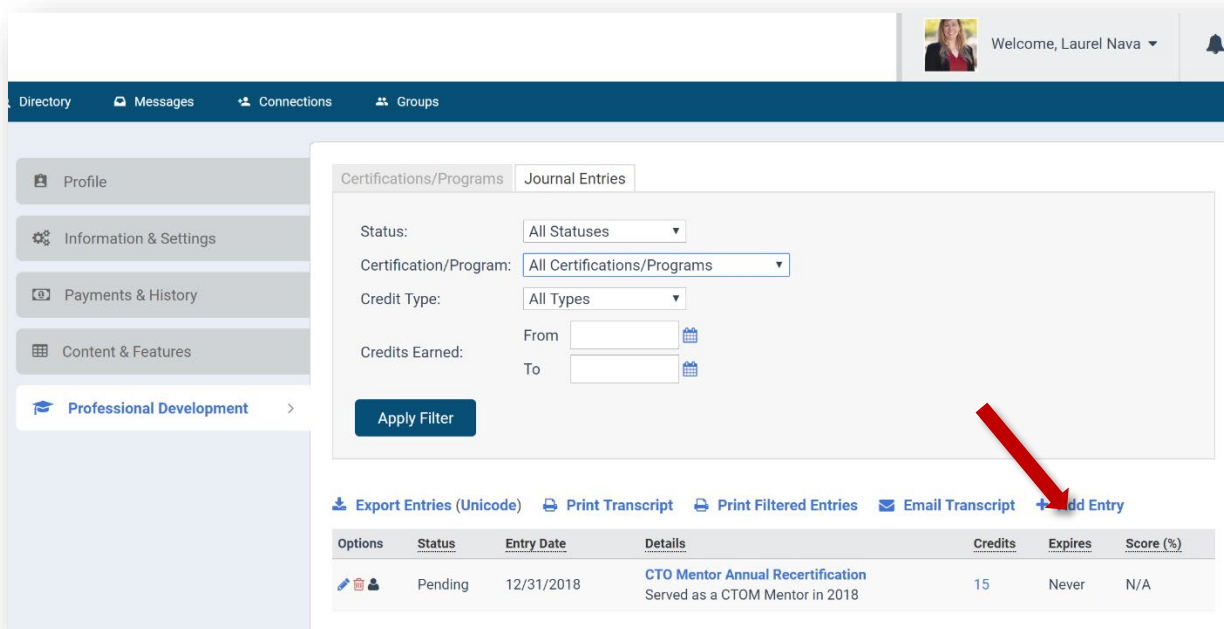 Welcome, Laurel Nava
Directory Messages Connections Groups
Profile
Information & Settings
Payments & History
Content & Features
Professional Development
Certifications/Programs Journal Entries
Status: All Statuses
Certification/Program: All Certifications/Programs
Credit Type: All Types
Credits Earned:
From
To
Apply Filter
Export Entries (Unicode) Print Transcript Print Filtered Entries Email Transcript Entry
Options Status Entry Date Details Credits Expires Score (%)
Pending 12/31/2018 CTO Mentor Annual Recertification 15 Never N/A
Served as a CTOM Mentor in 2018